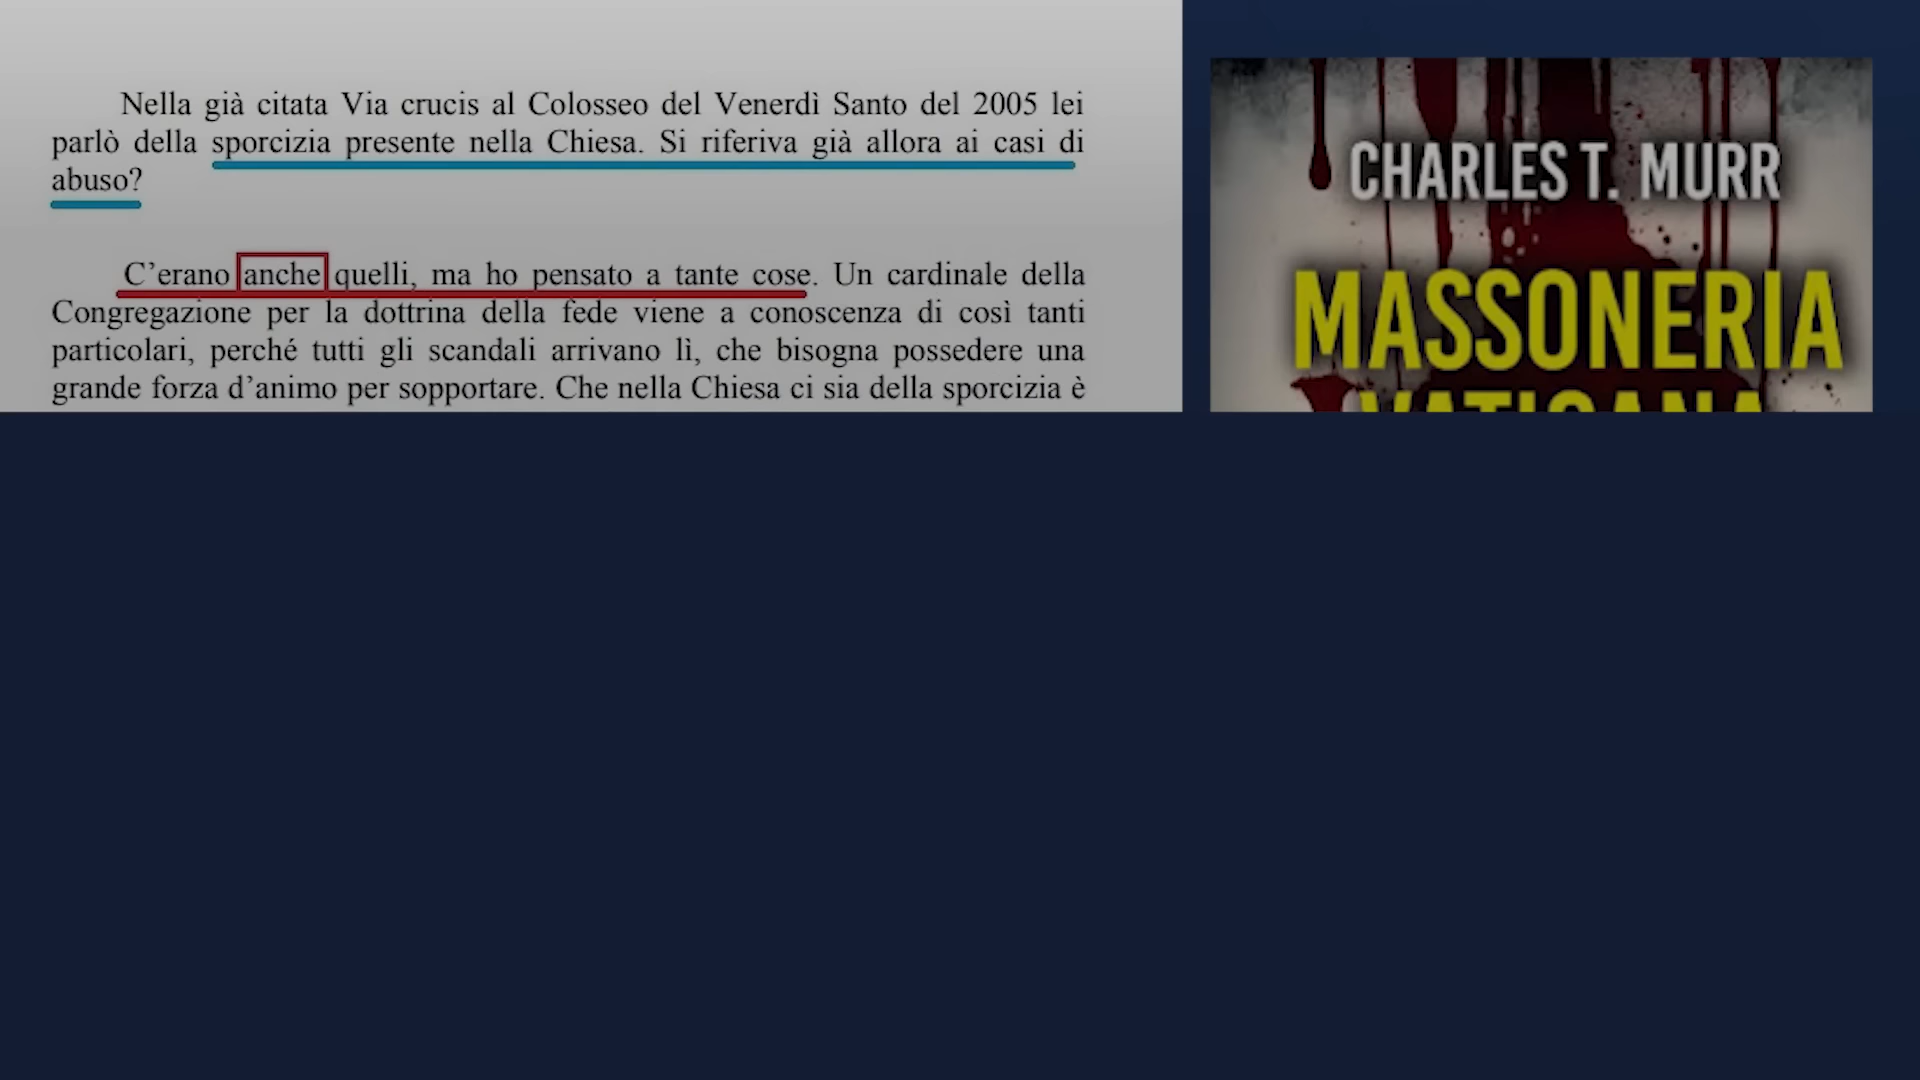 Nella già citata Via crucis al Colosseo del Venerdì Santo del 2005 lei
parlò della sporcizia presente nella Chiesa. Si riferiva già allora ai casi di
abuso?
C’erano anche quelli, ma ho pensato a tante cose. Un cardinale della
Congregazione per la dottrina della fede viene a conoscenza di così tanti
particolari, perché tutti gli scandali arrivano lì, che bisogna possedere una
grande forza d’animo per sopportare. Che nella Chiesa ci sia della sporcizia è
CHARLES T. MURR
MASSONERIA
VATICANA